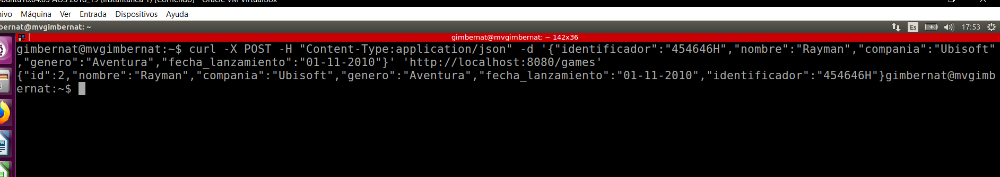 Máquina Ver Entrada Dispositivos Ayuda
gimbernat@mvgimbernat: ~ Es 17:53
gimbernat@mvgimbernat: ~ 142x36
gimbernat@mvgimbernat:~$ curl -X POST -H "Content-Type:application/json" -d '{"identificador":"454646H","nombre":"Rayman","compania":"Ubisoft"
,"genero":"Aventura","fecha_lanzamiento":"01-11-2010"}' 'http://localhost:8080/games'
{"id":2,"nombre":"Rayman","compania":"Ubisoft","genero":"Aventura","fecha_lanzamiento":"01-11-2010","identificador":"454646H"}gimbernat@mvgimb
ernat:~$